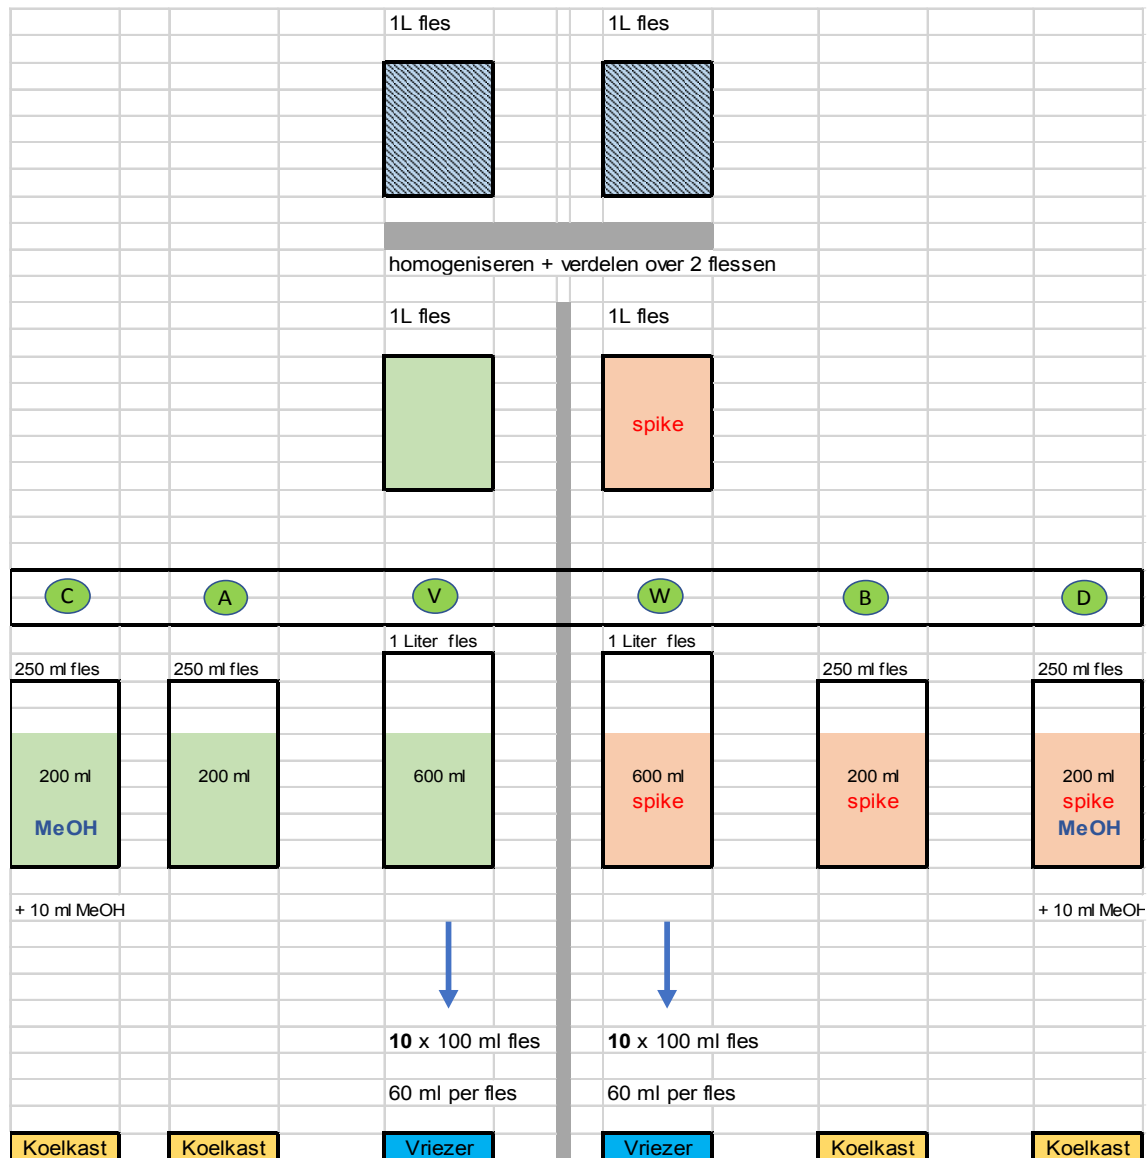 1L fles
1L fles
homogeniseren + verdelen over 2 flessen
1L fles
1L fles
spike
C
A
V
W
B
D
1 Liter fles
1 Liter fles
250 ml fles
250 ml fles
250 ml fles
250 ml fles
200 ml
MeOH
200 ml
600 ml
600 ml
spike
200 ml
spike
200 ml
spike
MeOH
+ 10 ml MeOH
+ 10 ml MeOH
10 x 100 ml fles
10 x 100 ml fles
60 ml per fles
60 ml per fles
Koelkast
Koelkast
Vriezer
Vriezer
Koelkast
Koelkast